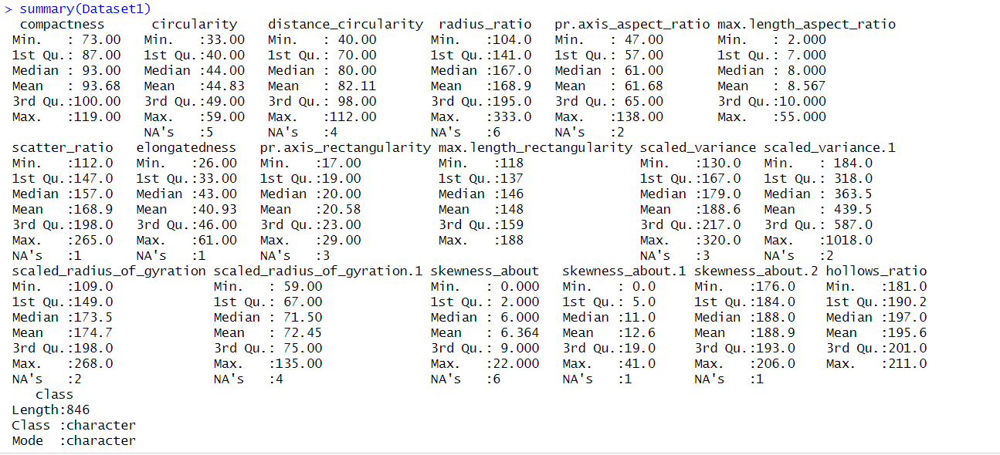 > summary(Dataset1)
compactness circularity distance_circularity radius_ratio pr.axis_aspect_ratio max.length_aspect_ratio
Min. : 73.00 Min. :33.00 Min. : 40.00 Min. :104.0 Min. : 47.00 Min. : 2.000
1st Qu.: 87.00 1st Qu.:40.00 1st Qu.: 70.00 1st Qu.:141.0 1st Qu.: 57.00 1st Qu.: 7.000
Median : 93.00 Median :44.00 Median : 80.00 Median :167.0 Median : 61.00 Median : 8.000
Mean : 93.68 Mean :44.83 Mean : 82.11 Mean :168.9 Mean : 61.68 Mean : 8.567
3rd Qu.:100.00 3rd Qu.:49.00 3rd Qu.: 98.00 3rd Qu.:195.0 3rd Qu.: 65.00 3rd Qu.:10.000
Max. :119.00 Max. :59.00 Max. :112.00 Max. :333.0 Max. :138.00 Max. :55.000
NA's :5 NA's :4 NA's :6 NA's :2
scatter_ratio elongatedness pr.axis_rectangularity max.length_rectangularity scaled_variance scaled_variance.1
Min. :112.0 Min. :26.00 Min. :17.00 Min. :118 Min. :130.0 Min. : 184.0
1st Qu.:147.0 1st Qu.:33.00 1st Qu.:19.00 1st Qu.:137 1st Qu.:167.0 1st Qu.: 318.0
Median :157.0 Median :43.00 Median :20.00 Median :146 Median :179.0 Median : 363.5
Mean :168.9 Mean :40.93 Mean :20.58 Mean :148 Mean :188.6 Mean : 439.5
3rd Qu.:198.0 3rd Qu.:46.00 3rd Qu.:23.00 3rd Qu.:159 3rd Qu.:217.0 3rd Qu.: 587.0
Max. :265.0 Max. :61.00 Max. :29.00 Max. :188 Max. :320.0 Max. :1018.0
NA's :1 NA's :1 NA's :3 NA's :3 NA's :2
scaled_radius_of_gyration scaled_radius_of_gyration.1 skewness_about skewness_about.1 skewness_about.2 hollows_ratio
Min. :109.0 Min. : 59.00 Min. : 0.000 Min. : 0.0 Min. :176.0 Min. :181.0
1st Qu.:149.0 1st Qu.: 67.00 1st Qu.: 2.000 1st Qu.: 5.0 1st Qu.:184.0 1st Qu.:190.2
Median :173.5 Median : 71.50 Median : 6.000 Median :11.0 Median :188.0 Median :197.0
Mean :174.7 Mean : 72.45 Mean : 6.364 Mean :12.6 Mean :188.9 Mean :195.6
3rd Qu.:198.0 3rd Qu.: 75.00 3rd Qu.: 9.000 3rd Qu.:19.0 3rd Qu.:193.0 3rd Qu.:201.0
Max. :268.0 Max. :135.00 Max. :22.000 Max. :41.0 Max. :206.0 Max. :211.0
NA's :2 NA's :4 NA's :6 NA's :1 NA's :1
class
Length:846
Class :character
Mode :character